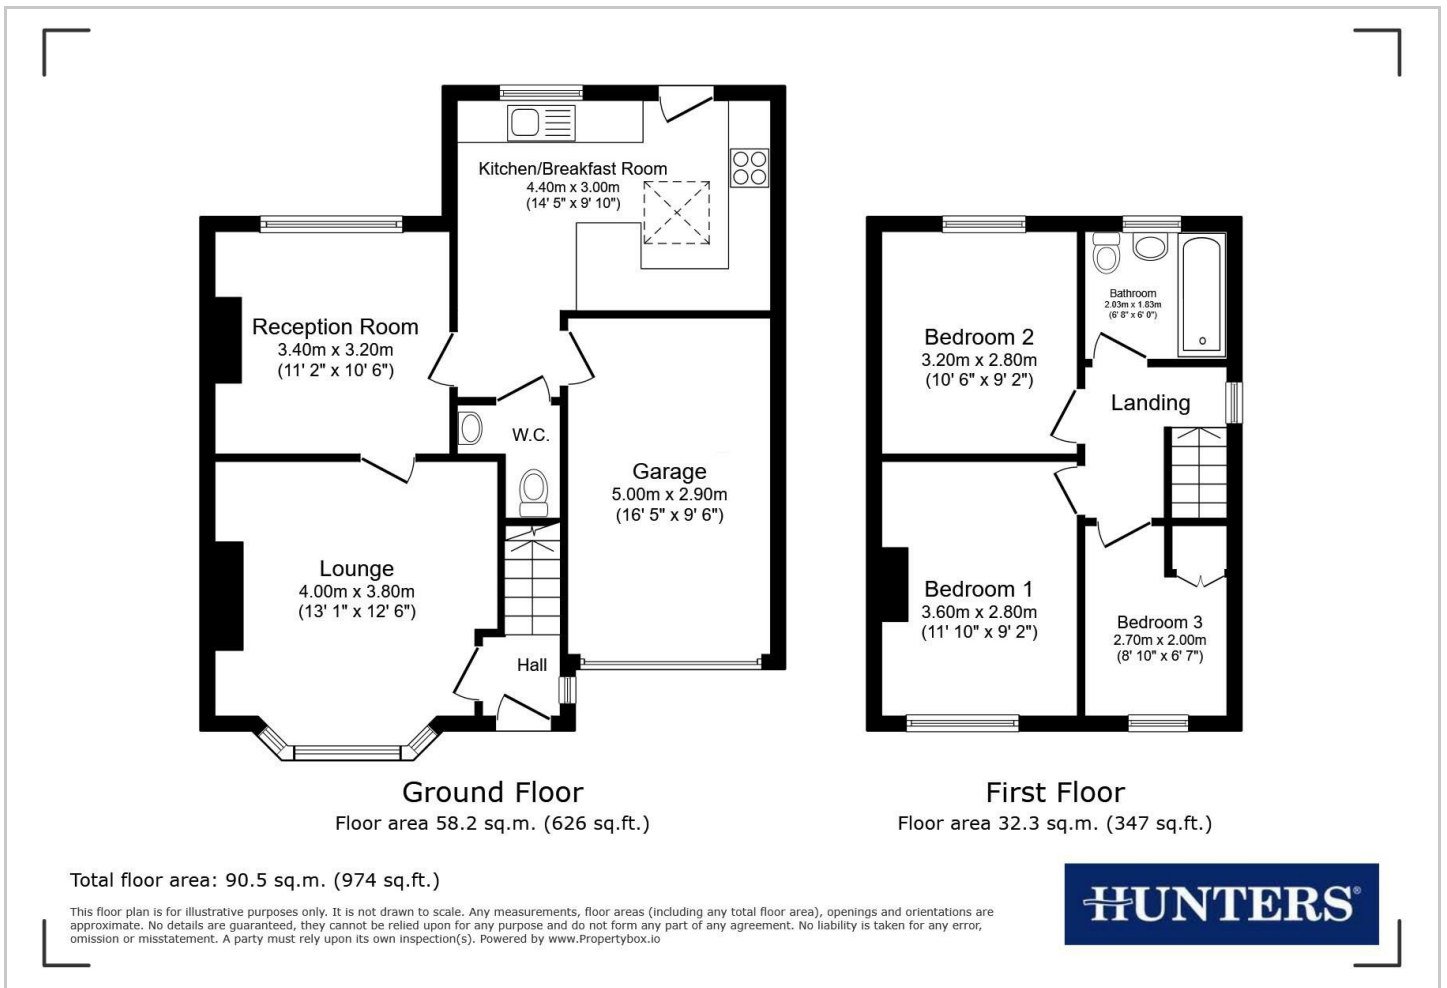 Kitchen/Breakfast Room
4.40m x 3.00m
(14' 5" x 9' 10")
Reception Room
3.40m x 3.20m
(11' 2" x 10' 6")
W.C.
Garage
5.00m x 2.90m
(16' 5" x 9' 6")
Lounge
4.00m x 3.80m
(13' 1" x 12' 6")
Hall
Bathroom
2.03m x 1.83m
(6' 8" x 6' 0")
Bedroom 2
3.20m x 2.80m
(10' 6" x 9' 2")
Landing
Bedroom 1
3.60m x 2.80m
(11' 10" x 9' 2")
Bedroom 3
2.70m x 2.00m
(8' 10" x 6' 7")
Ground Floor
Floor area 58.2 sq.m. (626 sq.ft.)
First Floor
Floor area 32.3 sq.m. (347 sq.ft.)
Total floor area: 90.5 sq.m. (974 sq.ft.)
This floor plan is for illustrative purposes only. It is not drawn to scale. Any measurements, floor areas (including any total floor area), openings and orientations are
approximate. No details are guaranteed, they cannot be relied upon for any purpose and do not form any part of any agreement. No liability is taken for any error,
omission or misstatement. A party must rely upon its own inspection(s). Powered by www.Propertybox.io
HUNTERS®